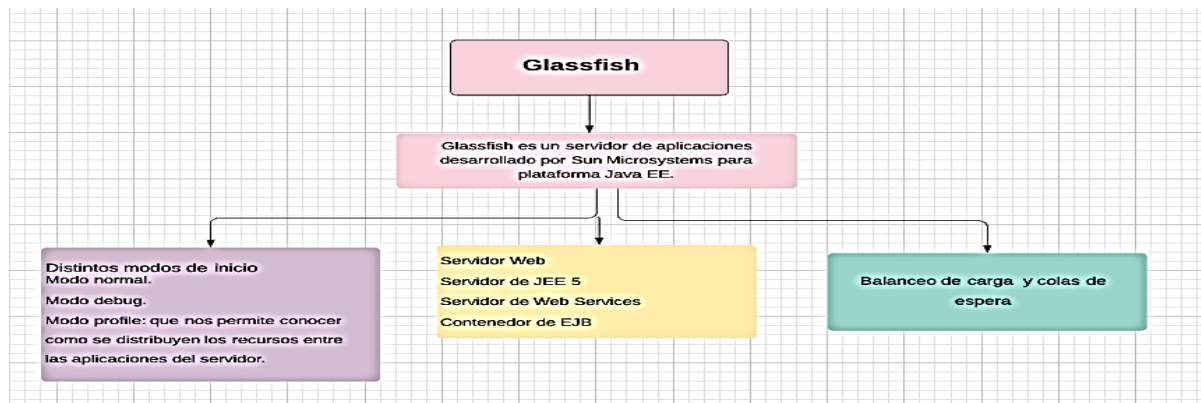 Glassfish
Glassfish es un servidor de aplicaciones
desarrollado por Sun Microsystems para
plataforma Java EE.
Distintos modos de inicio
Modo normal.
Modo debug.
Modo profile: que nos permite conocer
como se distribuyen los recursos entre
las aplicaciones del servidor.
Servidor Web
Servidor de JEE 5
Servidor de Web Services
Contenedor de EJB
Balanceo de carga y colas de
espera